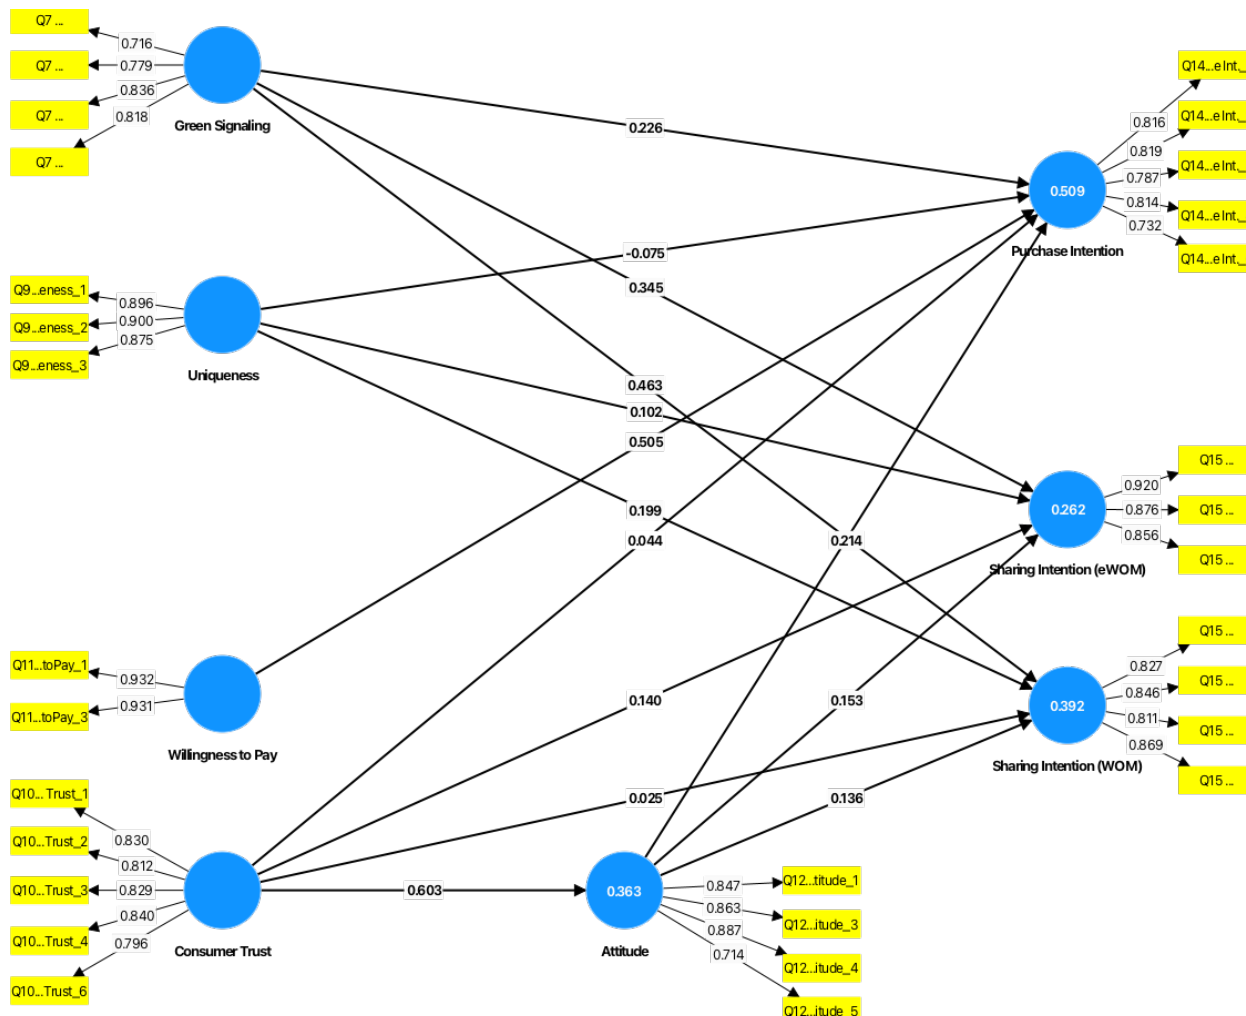 Q7 ...
Q7 ...
Q7 ...
Q7 ...
0.716
0.779
0.836
0.818
Green Signaling
Q9...eness_1
Q9...eness_2
Q9...eness_3
0.896
0.900
0.875
Uniqueness
Q11...toPay_1
Q11...toPay_3
0.932
0.931
Willingness to Pay
Q10... Trust_1
Q10...Trust_2
Q10...Trust_3
Q10...Trust_4
Q10...Trust_6
0.830
0.812
0.829
0.840
0.796
Consumer Trust
0.226
-0.075
0.345
0.463
0.102
0.505
0.199
0.044
0.214
0.140
0.153
0.025
0.136
0.603
0.363
Attitude
0.847
0.863
0.887
0.714
Q12...titude_1
Q12...itude_3
Q12...itude_4
Q12...itude_5
0.509
Purchase Intention
0.816
0.819
0.787
0.814
0.732
Q14...eInt._
Q14...eInt._
Q14...eInt._
Q14...eInt._
Q14...eInt._
0.262
Sharing Intention (eWOM)
0.920
0.876
0.856
Q15 ...
Q15 ...
Q15 ...
0.392
Sharing Intention (WOM)
0.827
0.846
0.811
0.869
Q15 ...
Q15 ...
Q15 ...
Q15 ...